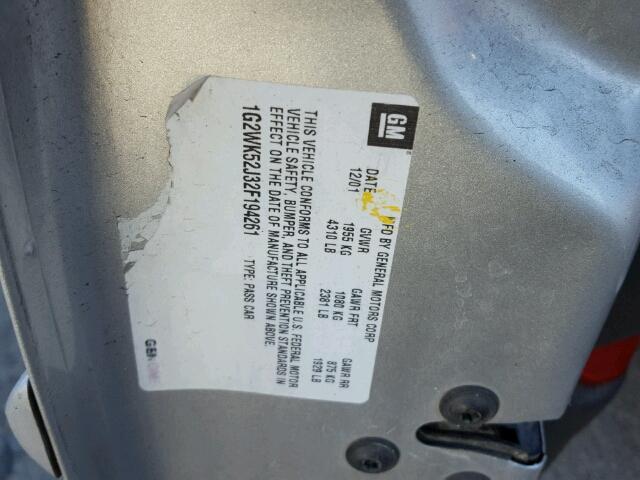 GM
DATE MFD BY GENERAL MOTORS CORP
12/01 GVWR GAWR FRT GAWR RR
1955 KG 1080 KG 875 KG
4310 LB 2381 LB 1929 LB
THIS VEHICLE CONFORMS TO ALL APPLICABLE U.S. FEDERAL MOTOR
VEHICLE SAFETY, BUMPER, AND THEFT PREVENTION STANDARDS IN
EFFECT ON THE DATE OF MANUFACTURE SHOWN ABOVE.
1G2WK52J32F194261 TYPE: PASS CAR